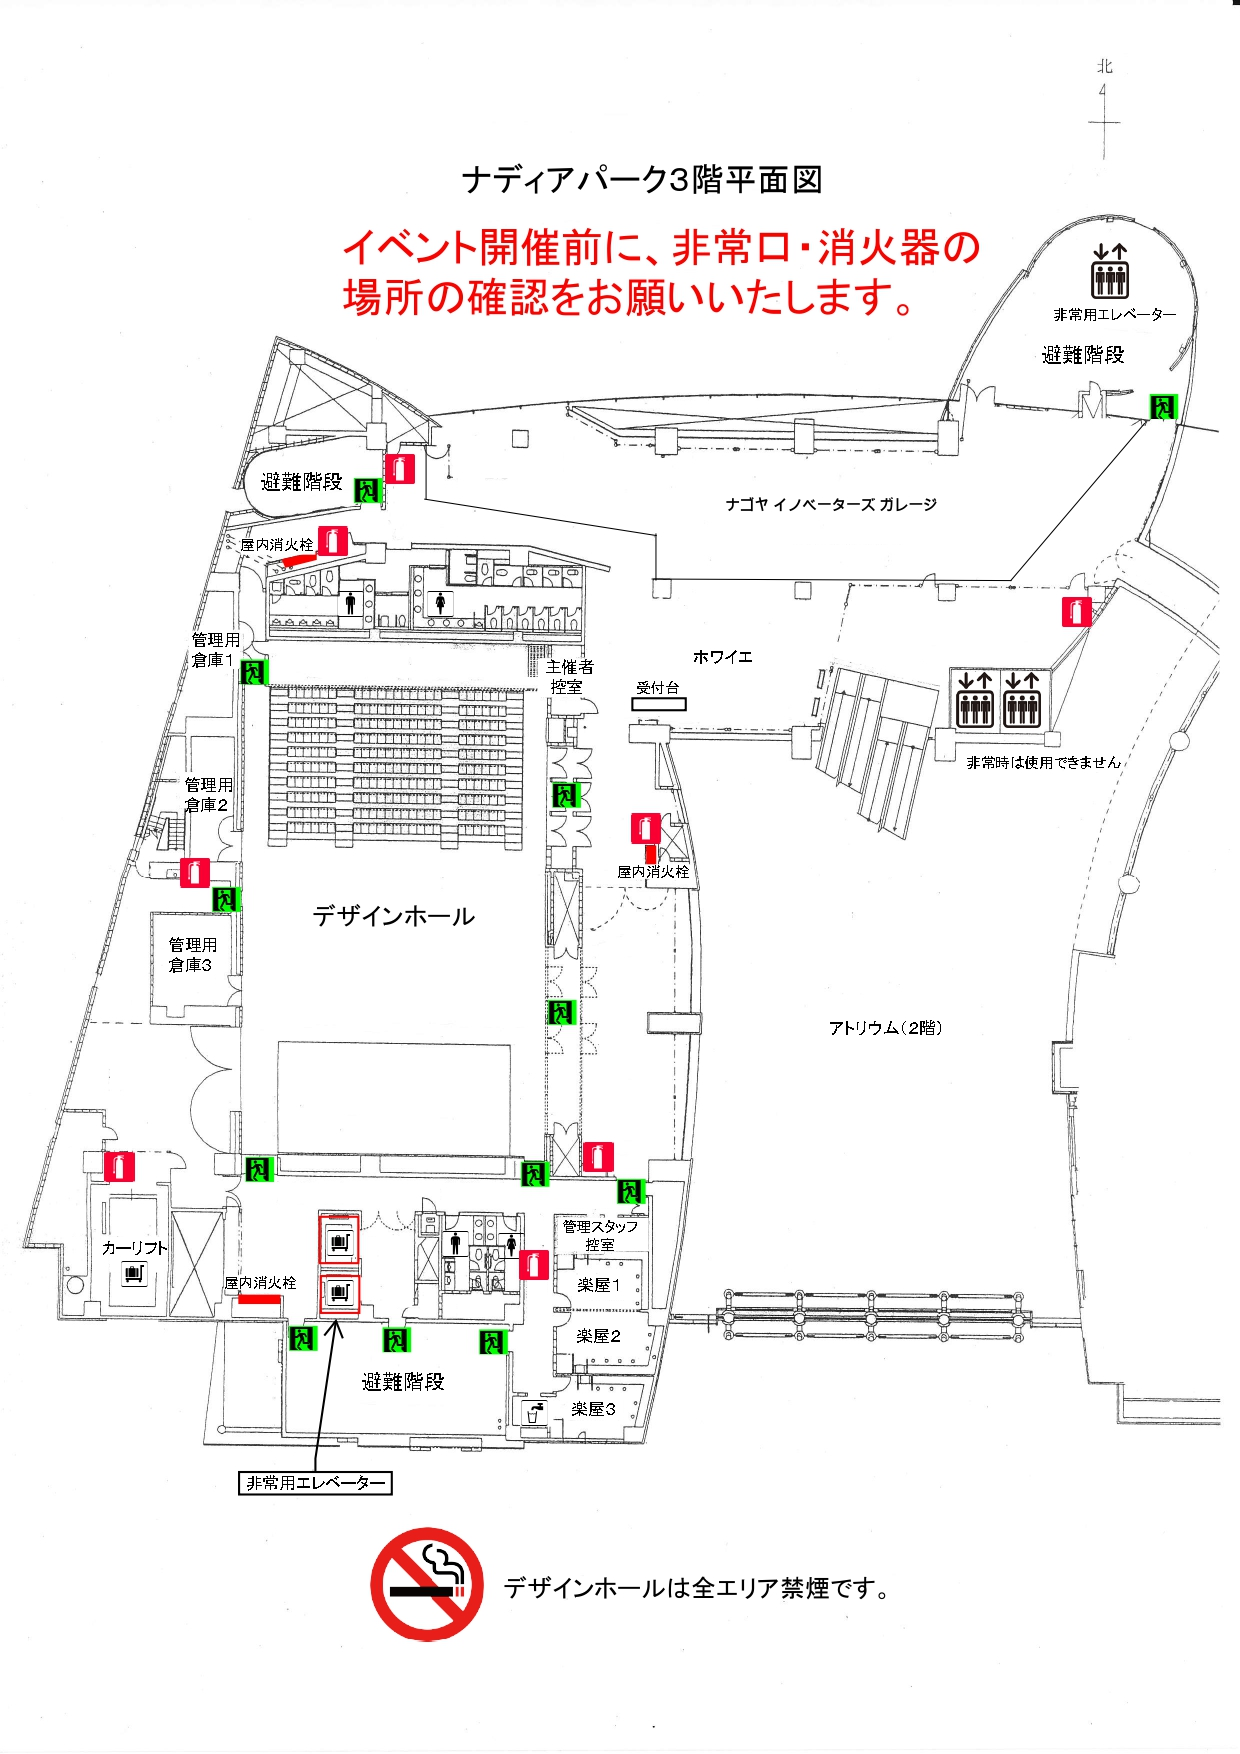 北
ナディアパーク3階平面図
イベント開催前に、非常口・消火器の
場所の確認をお願いいたします。
非常用エレベーター
避難階段
避難階段
ナゴヤ イノベーターズ ガレージ
屋内消火栓
管理用
倉庫1
主催者
控室
ホワイエ
受付台
非常時は使用できません
管理用
倉庫2
屋内消火栓
デザインホール
管理用
倉庫3
アトリウム(2階)
管理スタッフ
控室
カーリフト
屋内消火栓
楽屋1
楽屋2
避難階段
楽屋3
非常用エレベーター
デザインホールは全エリア禁煙です。